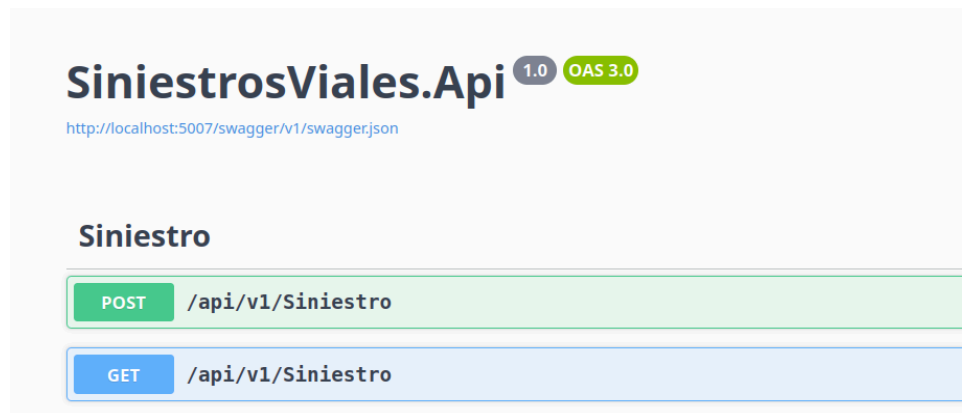 SiniestrosViales.Api 1.0 OAS 3.0
http://localhost:5007/swagger/v1/swagger.json
Siniestro
POST /api/v1/Siniestro
GET /api/v1/Siniestro